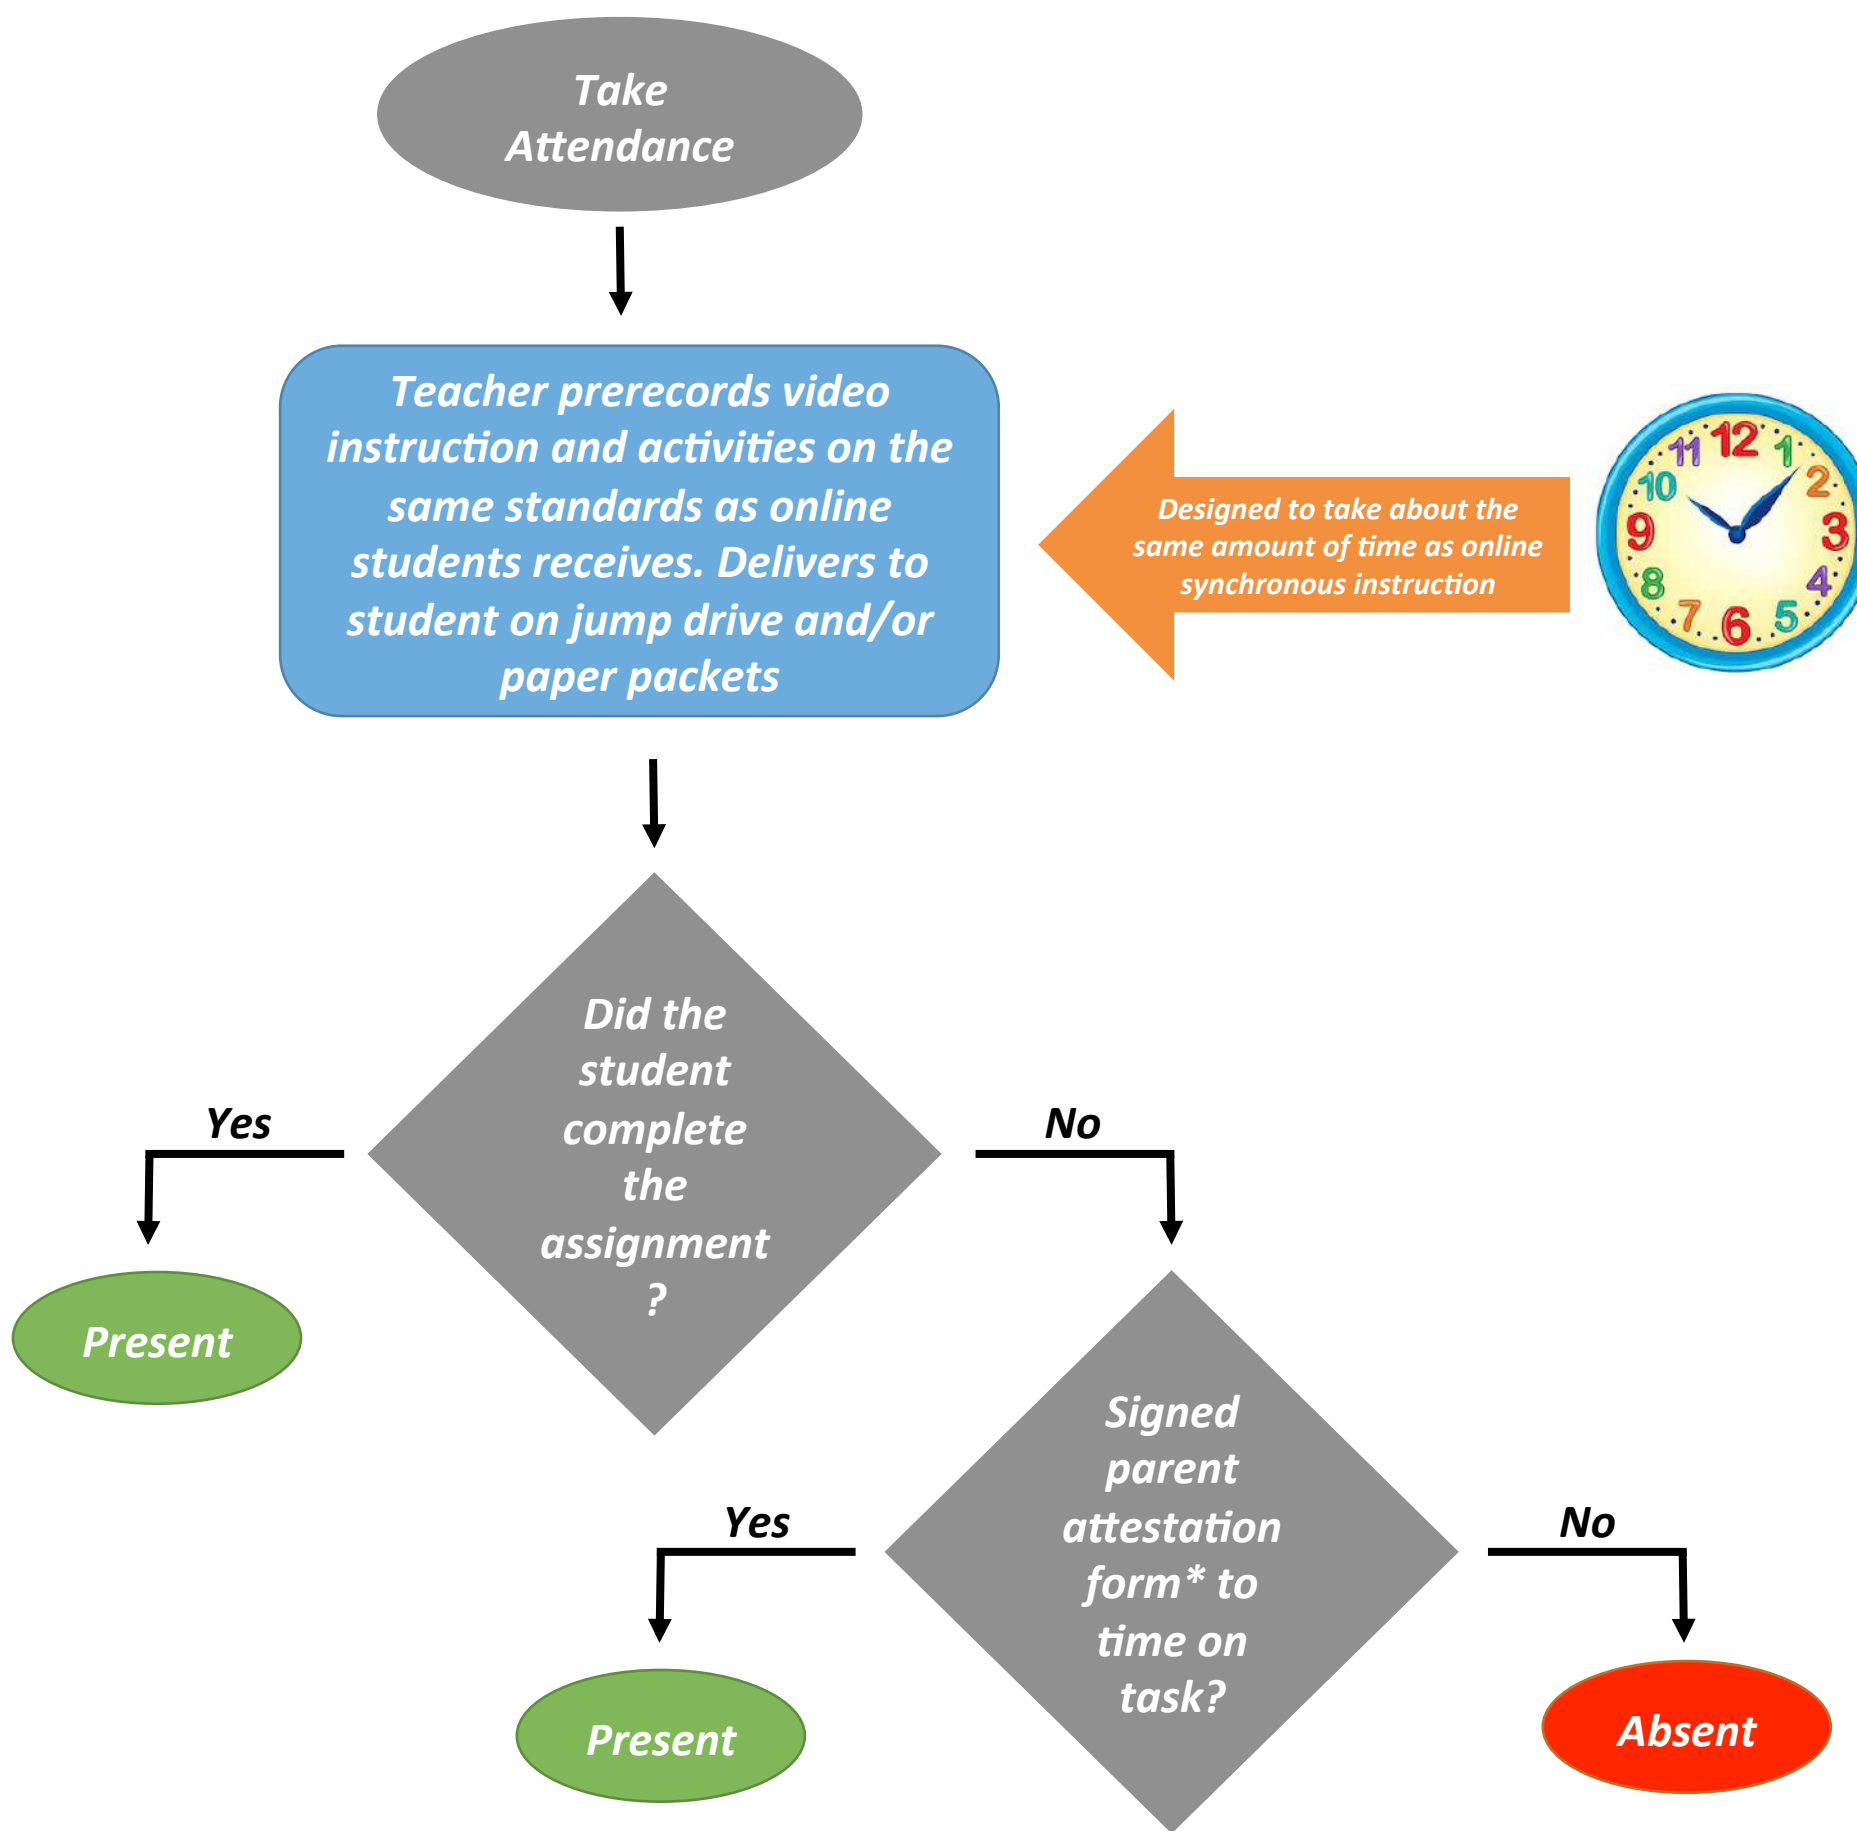 Take
Attendance
Teacher prerecords video
instruction and activities on the
same standards as online
students receives. Delivers to
student on jump drive and/or
paper packets
Designed to take about the
same amount of time as online
synchronous instruction
12
1
2
3
4
5
6
7
8
9
10
11
Did the
student
complete
the
assignment
?
Yes
No
Present
Signed
parent
attestation
form* to
time on
task?
Yes
No
Present
Absent